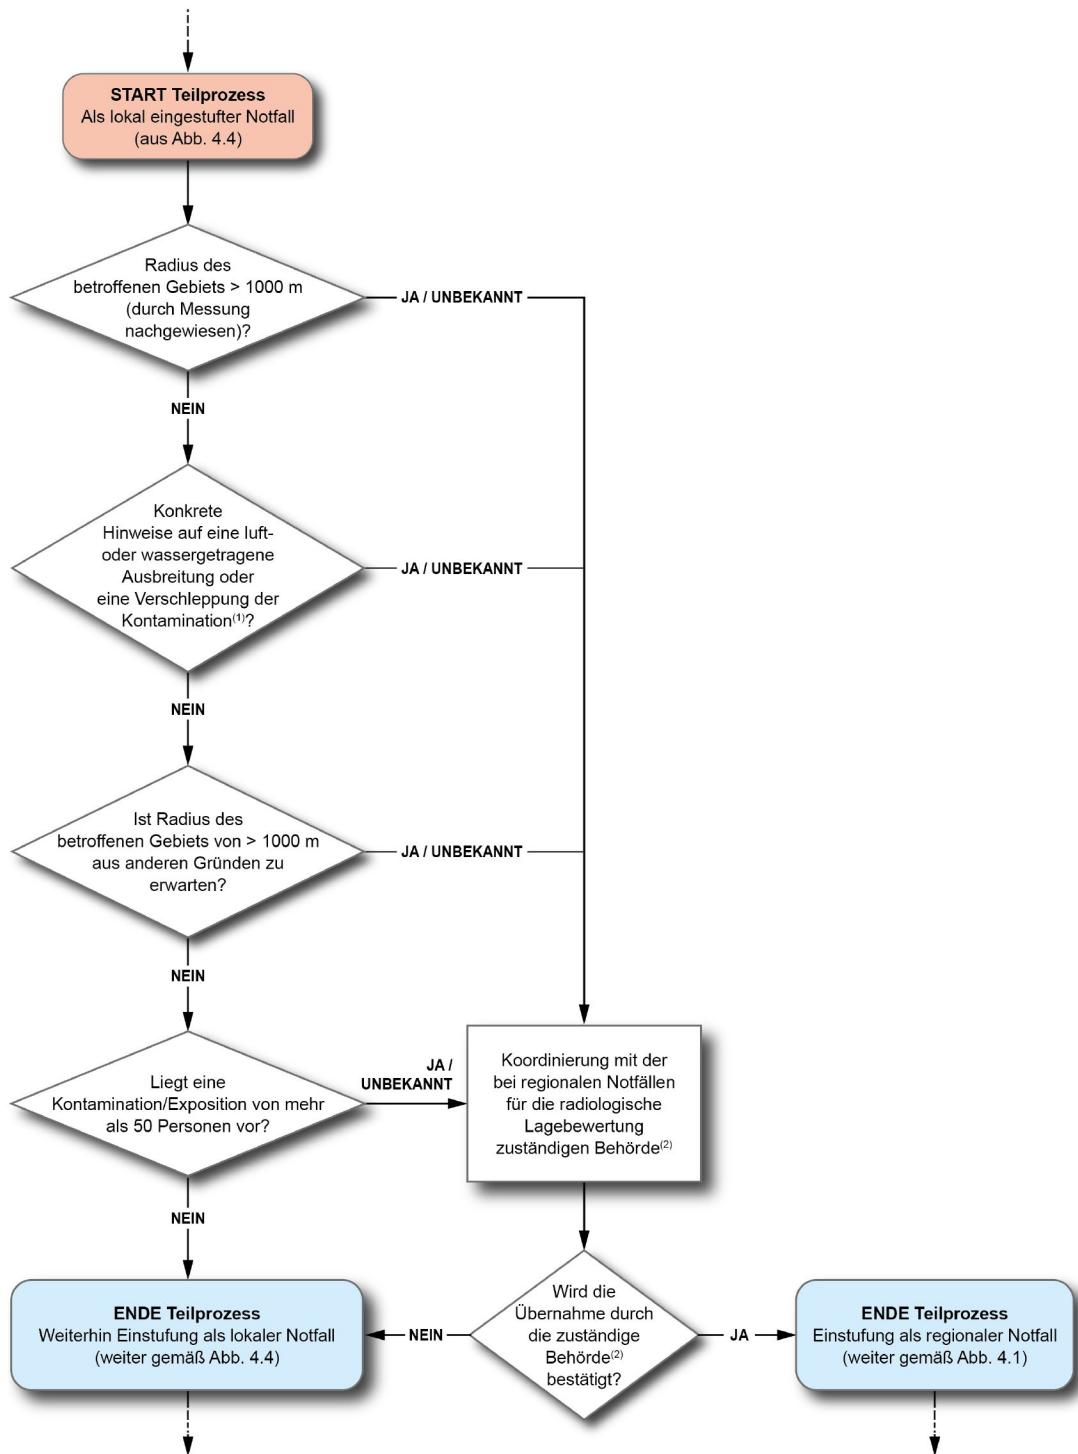 START Teilprozess
Als lokal eingestufter Notfall
(aus Abb. 4.4)
Radius des
betroffenen Gebiets > 1000 m
(durch Messung
nachgewiesen)?
JA / UNBEKANNT
NEIN
Konkrete
Hinweise auf eine luft-
oder wassergetragene
Ausbreitung oder
eine Verschleppung der
Kontamination(1)?
JA / UNBEKANNT
NEIN
Ist Radius des
betroffenen Gebiets von > 1000 m
aus anderen Gründen zu
erwarten?
JA / UNBEKANNT
NEIN
Liegt eine
Kontamination/Exposition von mehr
als 50 Personen vor?
JA /
UNBEKANNT
Koordinierung mit der
bei regionalen Notfällen
für die radiologische
Lagebewertung
zuständigen Behörde(2)
NEIN
ENDE Teilprozess
Weiterhin Einstufung als lokaler Notfall
(weiter gemäß Abb. 4.4)
NEIN
Wird die
Übernahme durch
die zuständige
Behörde(2)
bestätigt?
JA
ENDE Teilprozess
Einstufung als regionaler Notfall
(weiter gemäß Abb. 4.1)